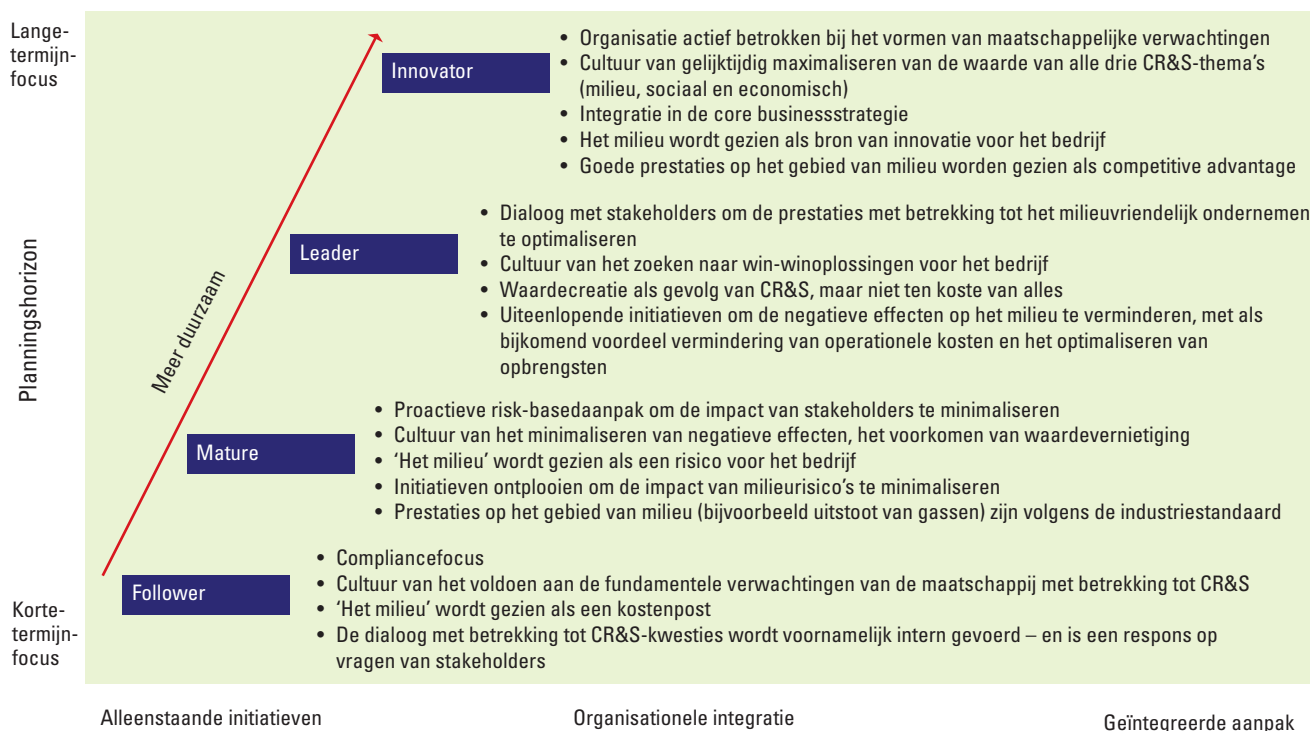 Lange-
termijn-
focus
Planningshorizon
Korte-
termijn-
focus
Meer duurzaam
Innovator
• Organisatie actief betrokken bij het vormen van maatschappelijke verwachtingen
• Cultuur van gelijktijdig maximaliseren van de waarde van alle drie CR&S-thema's
(milieu, sociaal en economisch)
• Integratie in de core businessstrategie
• Het milieu wordt gezien als bron van innovatie voor het bedrijf
• Goede prestaties op het gebied van milieu worden gezien als competitive advantage
Leader
• Dialoog met stakeholders om de prestaties met betrekking tot het milieuvriendelijk ondernemen
te optimaliseren
• Cultuur van het zoeken naar win-winoplossingen voor het bedrijf
• Waardecreatie als gevolg van CR&S, maar niet ten koste van alles
• Uiteenlopende initiatieven om de negatieve effecten op het milieu te verminderen, met als
bijkomend voordeel vermindering van operationele kosten en het optimaliseren van
opbrengsten
Mature
• Proactieve risk-basedaanpak om de impact van stakeholders te minimaliseren
• Cultuur van het minimaliseren van negatieve effecten, het voorkomen van waardevernietiging
• 'Het milieu' wordt gezien als een risico voor het bedrijf
• Initiatieven ontplooien om de impact van milieurisico's te minimaliseren
• Prestaties op het gebied van milieu (bijvoorbeeld uitstoot van gassen) zijn volgens de industriestandaard
Follower
• Compliancefocus
• Cultuur van het voldoen aan de fundamentele verwachtingen van de maatschappij met betrekking tot CR&S
• 'Het milieu' wordt gezien als een kostenpost
• De dialoog met betrekking tot CR&S-kwesties wordt voornamelijk intern gevoerd – en is een respons op
vragen van stakeholders
Alleenstaande initiatieven
Organisationele integratie
Geïntegreerde aanpak